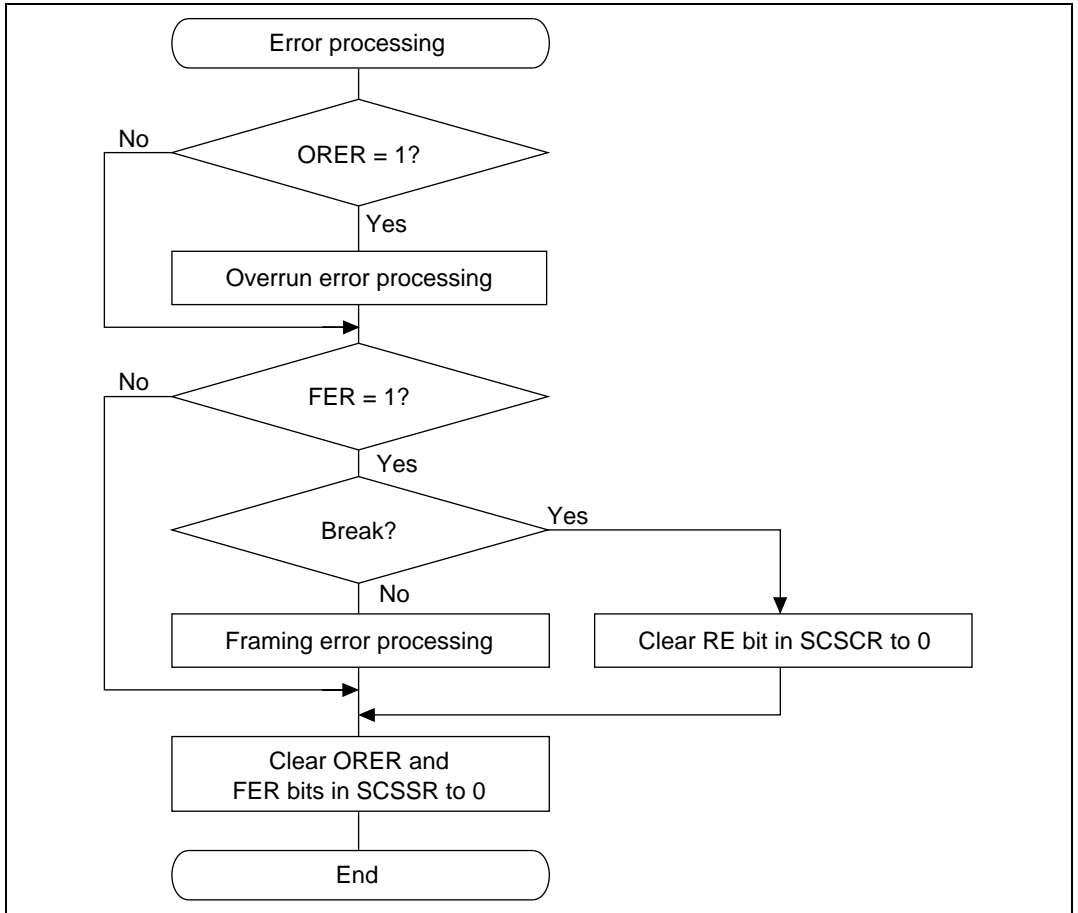 Error processing
No
ORER = 1?
Yes
Overrun error processing
No
FER = 1?
Yes
Break?
Yes
No
Framing error processing
Clear RE bit in SCSCR to 0
Clear ORER and
FER bits in SCSSR to 0
End